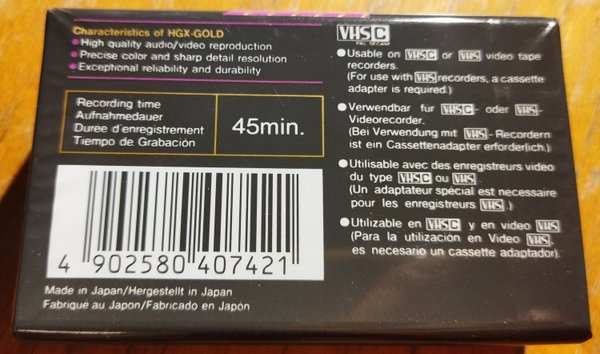 Characteristics of HGX-GOLD
●High quality audio/video reproduction
●Precise color and sharp detail resolution
●Exceptional reliability and durability
Recording time
Aufnahmedauer
Durée d'enregistrement
Tiempo de Grabación
45min.
4 902580 407421
Made in Japan/Hergestellt in Japan
Fabriqué au Japon/Fabricado en Japón
VHS C
PAL SECAM
●Usable on VHS C or VHS video tape
recorders.
(For use with VHS recorders, a cassette
adapter is required.)
●Verwendbar für VHS C- oder VHS-
Videorecorder.
(Bei Verwendung mit VHS-Recordern
ist ein Cassettenadapter erforderlich.)
●Utilisable avec des enregistreurs vidéo
du type VHS C ou VHS.
(Un adaptateur spécial est necessaire
pour les enregistreurs VHS.)
●Utilizable en VHS C y en video VHS
(Para la utilización en Video VHS,
es necesario un cassette adaptador).